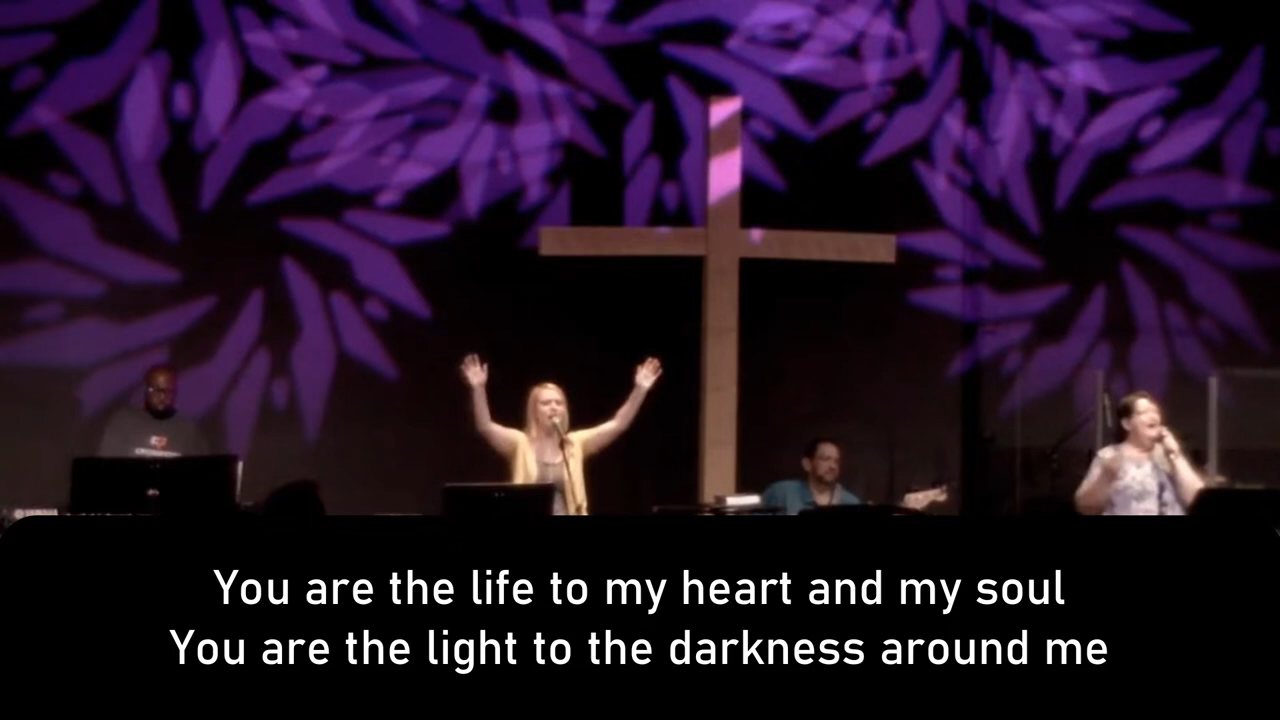 You are the life to my heart and my soul
You are the light to the darkness around me